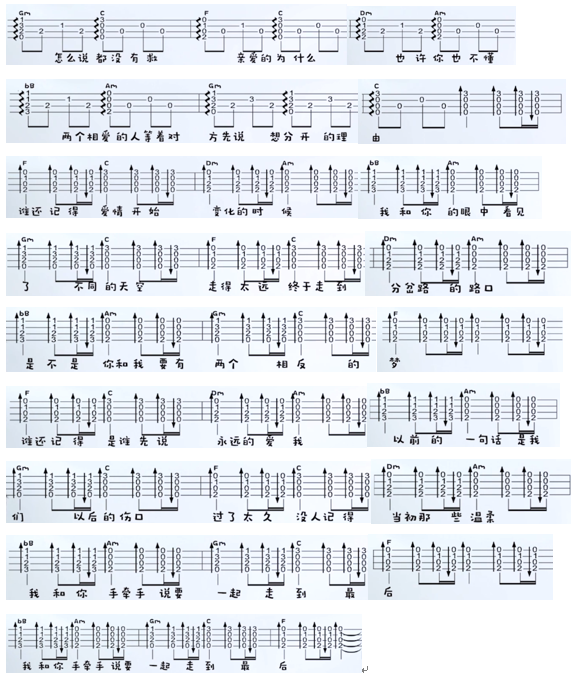 Gm C F C Dm Am
怎么说都没有救 亲爱的为什么 也许你也不懂
bB Am Gm C
两个相爱的人等着对 方先说 想分开的理 由
F C Dm Am bB Am
谁还记得 爱情开始 变化的时 候 我和你 的眼中 看见
Gm C F C Dm Am
了 不同的天空 走得太远 终于走到 分岔路 的路口
bB Am Gm C F
是不是 你和我 要有 两个 相反 的 梦
F C Dm Am bB Am
谁还记得 是谁先说 永远的爱我 以前的 一句话 是我
Gm C F C Dm Am
们 以后的伤口 过了太久 没人记得 当初那 些温柔
bB Am Gm C F
我和你 手牵手 说要 一起 走到 最 后
bB Am Gm C F
我和你手牵手说要 一起 走到 最 后